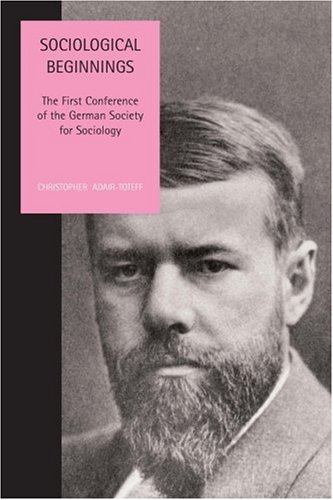 SOCIOLOGICAL
BEGINNINGS
The First Conference
of the German Society
for Sociology
CHRISTOPHER ADAIR-TOTEFF